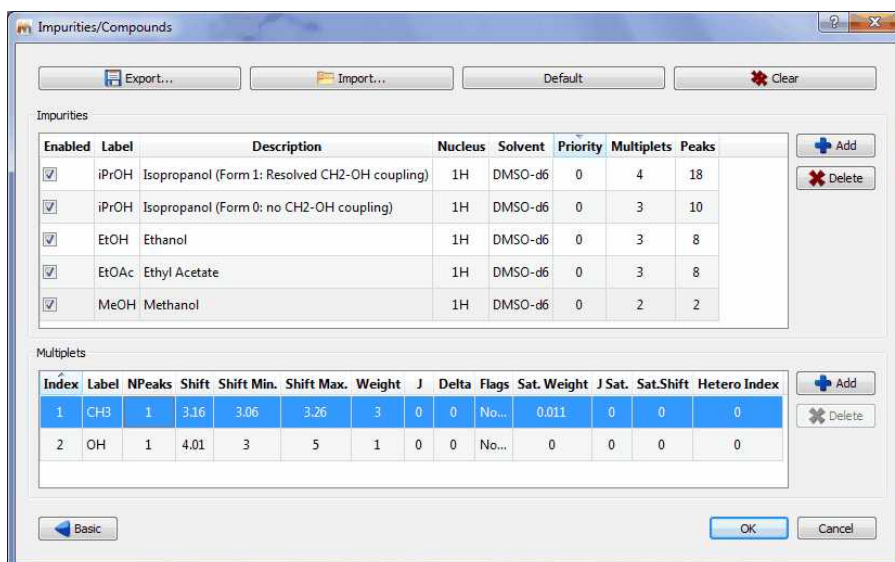 Impurities/Compounds
Export... Import... Default Clear
Impurities
Enabled Label Description Nucleus Solvent Priority Multiplets Peaks
Add
iPrOH Isopropanol (Form 1: Resolved CH2-OH coupling) 1H DMSO-d6 0 4 18
Delete
iPrOH Isopropanol (Form 0: no CH2-OH coupling) 1H DMSO-d6 0 3 10
EtOH Ethanol 1H DMSO-d6 0 3 8
EtOAc Ethyl Acetate 1H DMSO-d6 0 3 8
MeOH Methanol 1H DMSO-d6 0 2 2
Multiplets
Index Label NPeaks Shift Shift Min. Shift Max. Weight J Delta Flags Sat. Weight J Sat. Sat.Shift Hetero Index
Add
1 CH3 1 3.16 3.06 3.26 3 0 0 No... 0.011 0 0 0
Delete
2 OH 1 4.01 3 5 1 0 0 No... 0 0 0 0
Basic OK Cancel